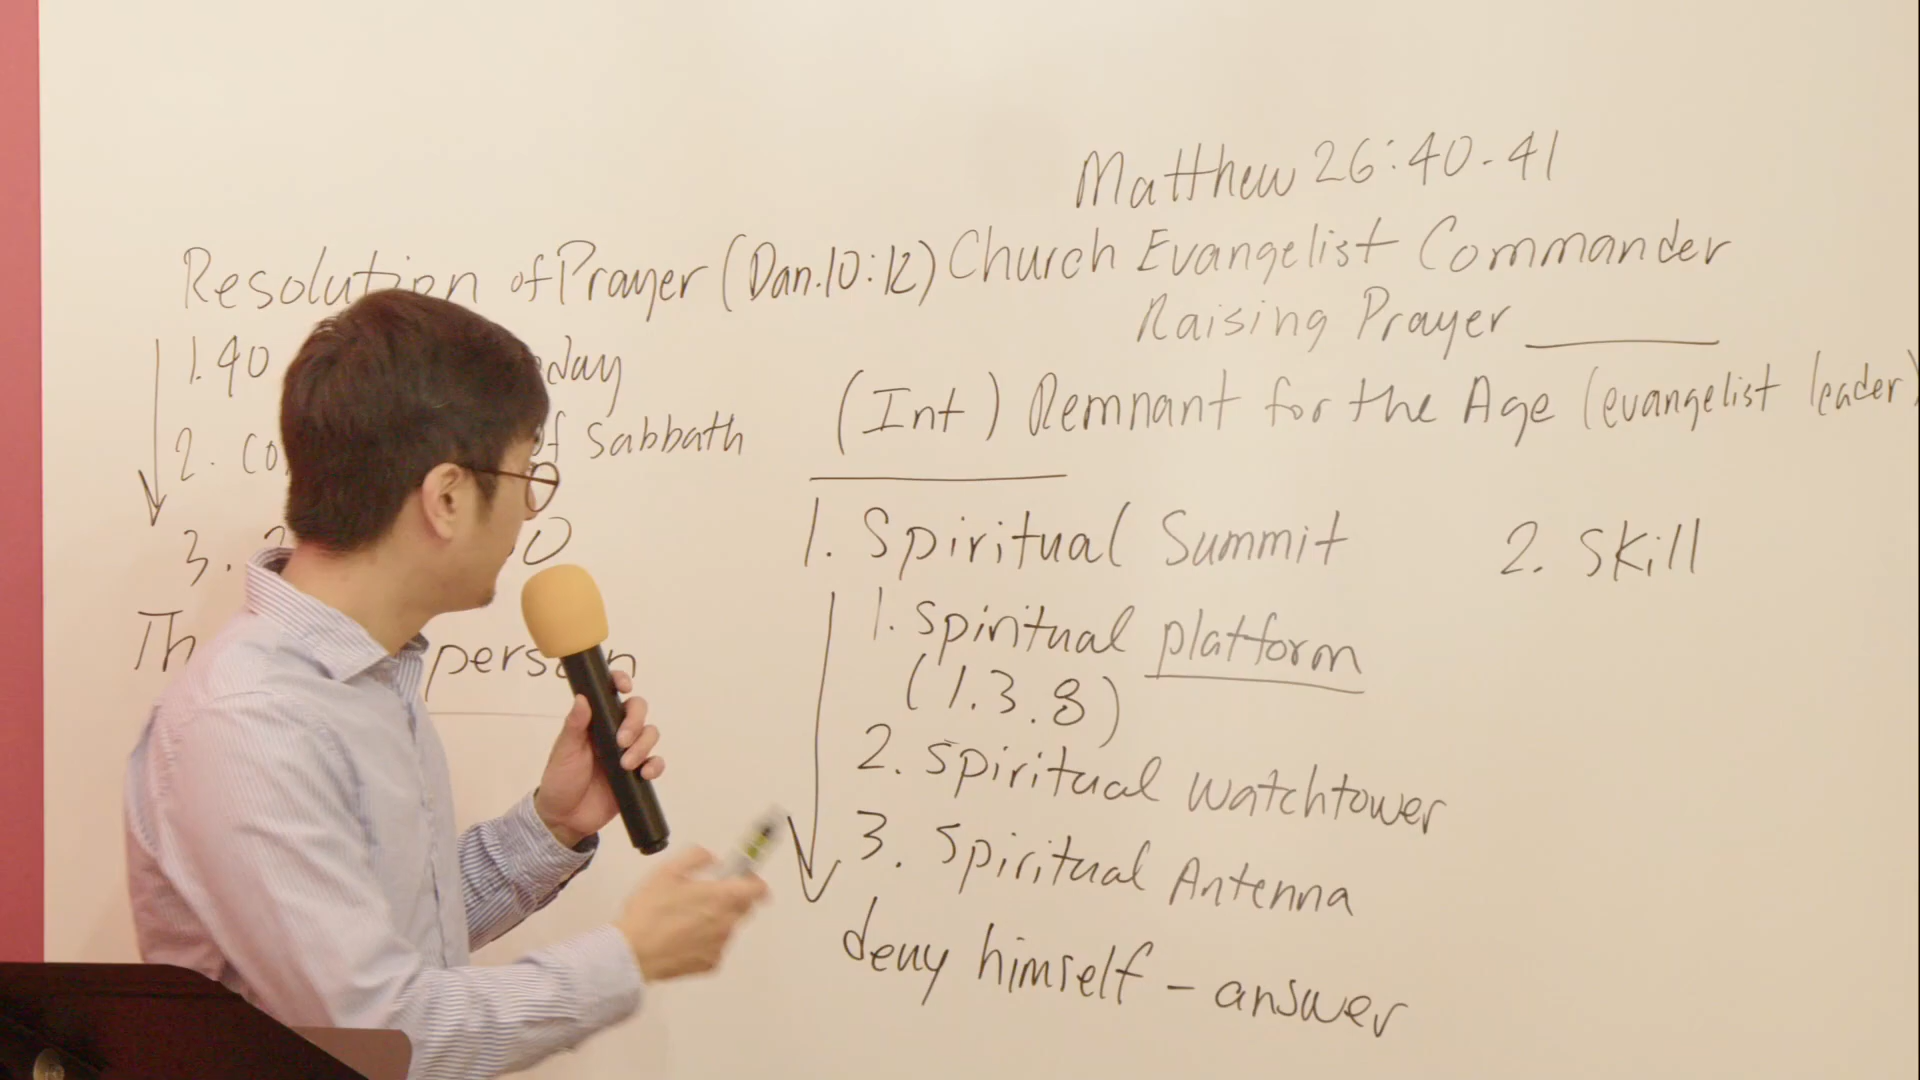 Matthew 26:40-41
Church Evangelist Commander
Raising Prayer
(Int) Remnant for the Age (evangelist leader)
1. Spiritual Summit
1. Spiritual platform
(1.3.8)
2. Spiritual watchtower
3. Spiritual Antenna
deny himself - answer
2. Skill
Resolution of Prayer (Dan.10:12)
1. 40 day
2. of Sabbath
3.
person